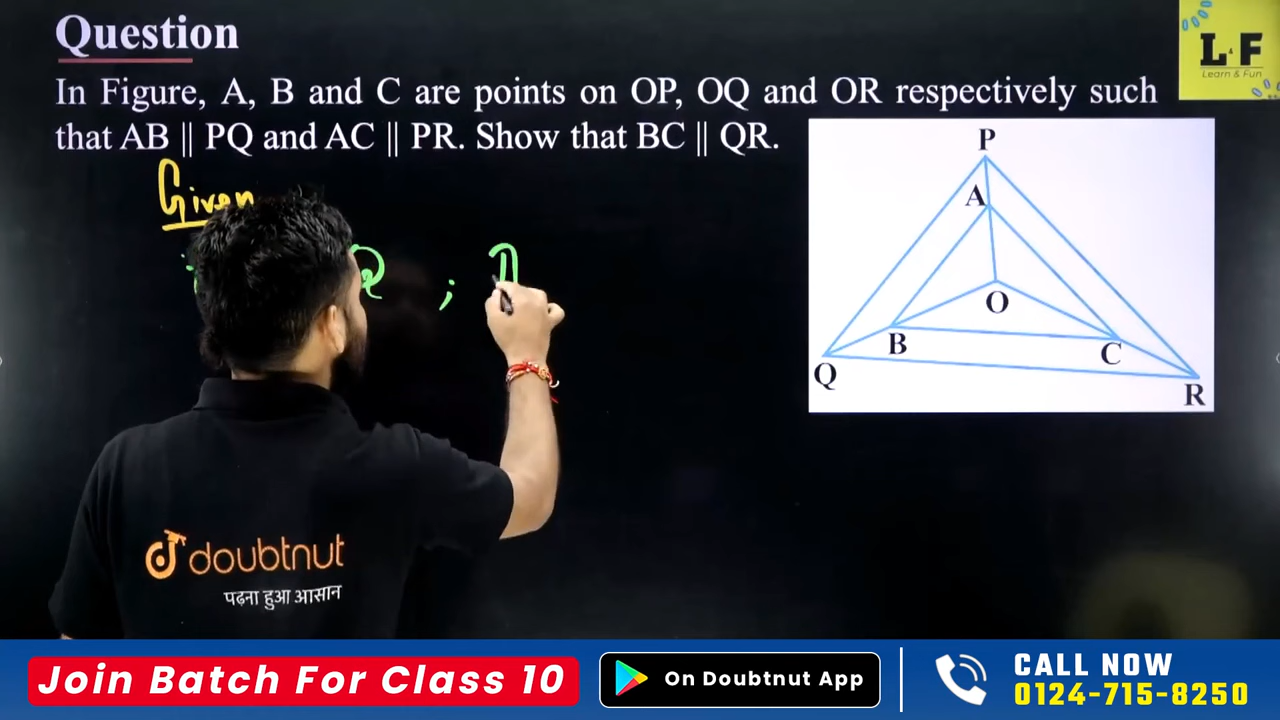 Question
L&F
Learn & Fun
In Figure, A, B and C are points on OP, OQ and OR respectively such
that AB || PQ and AC || PR. Show that BC || QR.
Given
Q ;
P
A
O
B
C
Q
R
doubtnut
पढ़ना हुआ आसान
Join Batch For Class 10
On Doubtnut App
CALL NOW
0124-715-8250